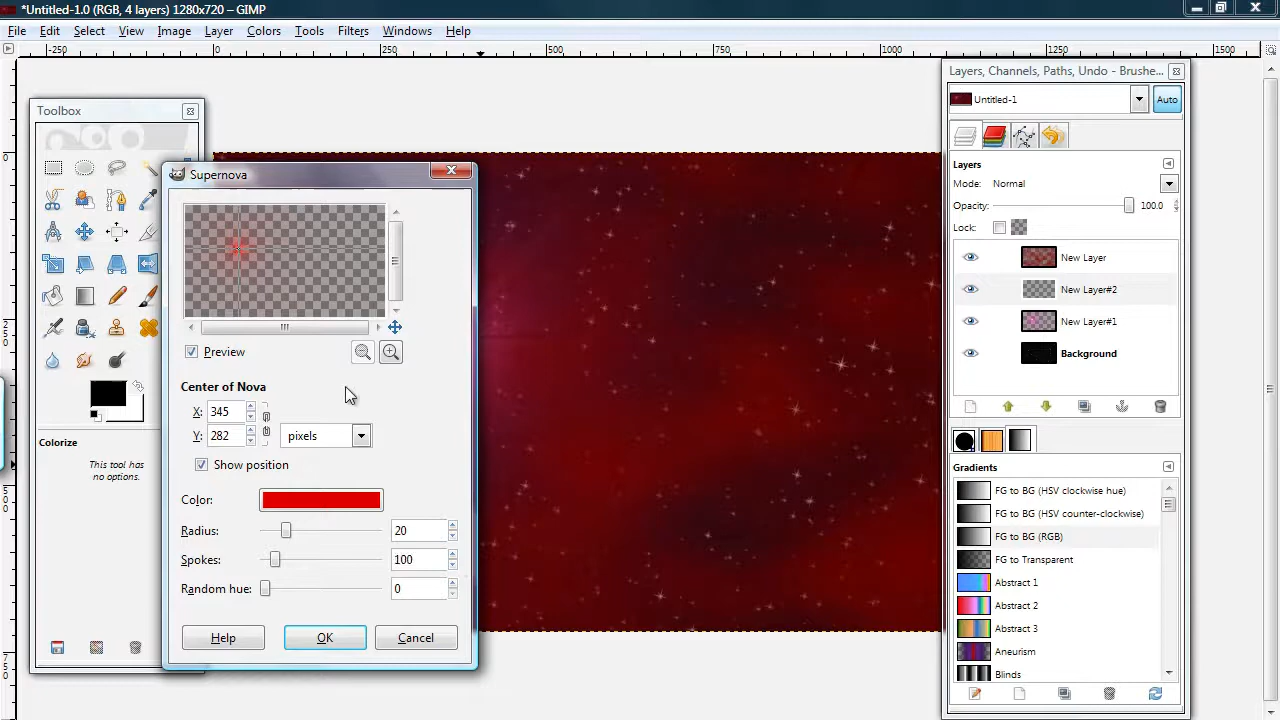 *Untitled-1.0 (RGB, 4 layers) 1280x720 – GIMP
File Edit Select View Image Layer Colors Tools Filters Windows Help
-250 0 250 500 750 1000 1250 1500
Toolbox
Colorize
This tool has
no options.
Supernova
Preview
Center of Nova
X: 345
Y: 282
pixels
Show position
Color:
Radius: 20
Spokes: 100
Random hue: 0
Help OK Cancel
Layers, Channels, Paths, Undo - Brushe...
Untitled-1
Auto
Layers
Mode: Normal
Opacity: 100.0
Lock:
New Layer
New Layer#2
New Layer#1
Background
Gradients
FG to BG (HSV clockwise hue)
FG to BG (HSV counter-clockwise)
FG to BG (RGB)
FG to Transparent
Abstract 1
Abstract 2
Abstract 3
Aneurism
Blinds